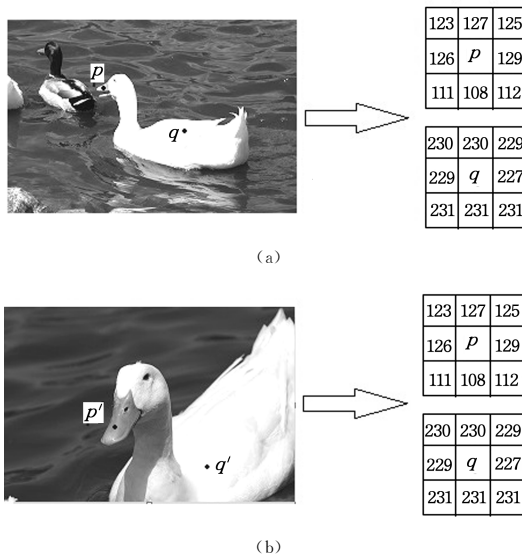 123 127 125
p
126 p 129
111 108 112
q
230 230 229
229 q 227
231 231 231
(a)
123 127 125
126 p 129
p′
111 108 112
230 230 229
q′
229 q 227
231 231 231
(b)